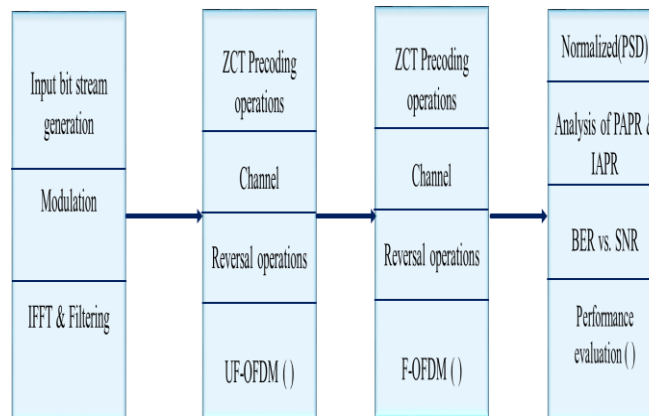 Input bit stream
generation
Modulation
IFFT & Filtering
ZCT Precoding
operations
Channel
Reversal operations
UF-OFDM ( )
ZCT Precoding
operations
Channel
Reversal operations
F-OFDM ( )
Normalized(PSD)
Analysis of PAPR &
IAPR
BER vs. SNR
Performance
evaluation ( )